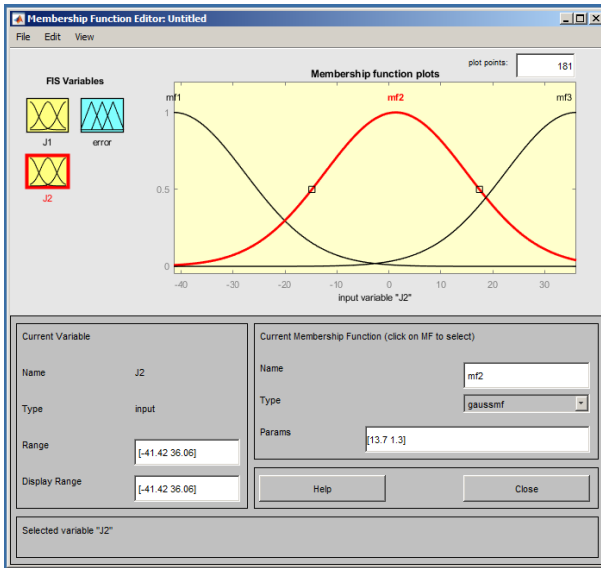 Membership Function Editor: Untitled
File Edit View
FIS Variables
J1 error
J2
plot points: 181
Membership function plots
mf1 mf2 mf3
1
0.5
0
-40 -30 -20 -10 0 10 20 30
input variable "J2"
Current Variable
Name J2
Type input
Range [-41.42 36.06]
Display Range [-41.42 36.06]
Current Membership Function (click on MF to select)
Name mf2
Type gaussmf
Params [13.7 1.3]
Help Close
Selected variable "J2"